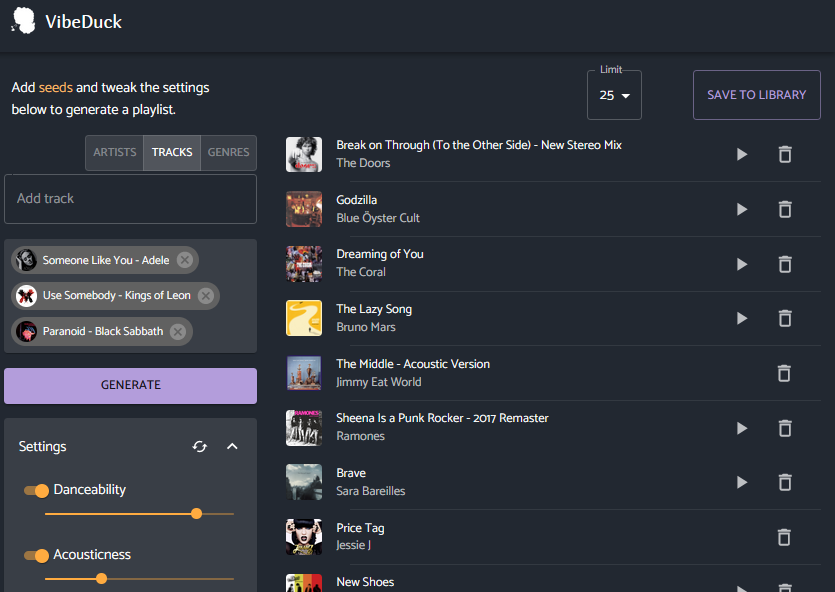 VibeDuck
Add seeds and tweak the settings
below to generate a playlist.
ARTISTS
TRACKS
GENRES
Add track
Someone Like You - Adele
Use Somebody - Kings of Leon
Paranoid - Black Sabbath
GENERATE
Settings
Danceability
Acousticness
Limit
25
SAVE TO LIBRARY
Break on Through (To the Other Side) - New Stereo Mix
The Doors
Godzilla
Blue Öyster Cult
Dreaming of You
The Coral
The Lazy Song
Bruno Mars
The Middle - Acoustic Version
Jimmy Eat World
Sheena Is a Punk Rocker - 2017 Remaster
Ramones
Brave
Sara Bareilles
Price Tag
Jessie J
New Shoes